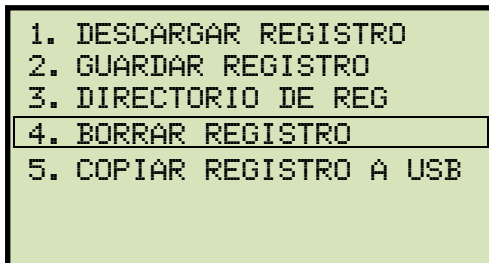 1. DESCARGAR REGISTRO
2. GUARDAR REGISTRO
3. DIRECTORIO DE REG
4. BORRAR REGISTRO
5. COPIAR REGISTRO A USB